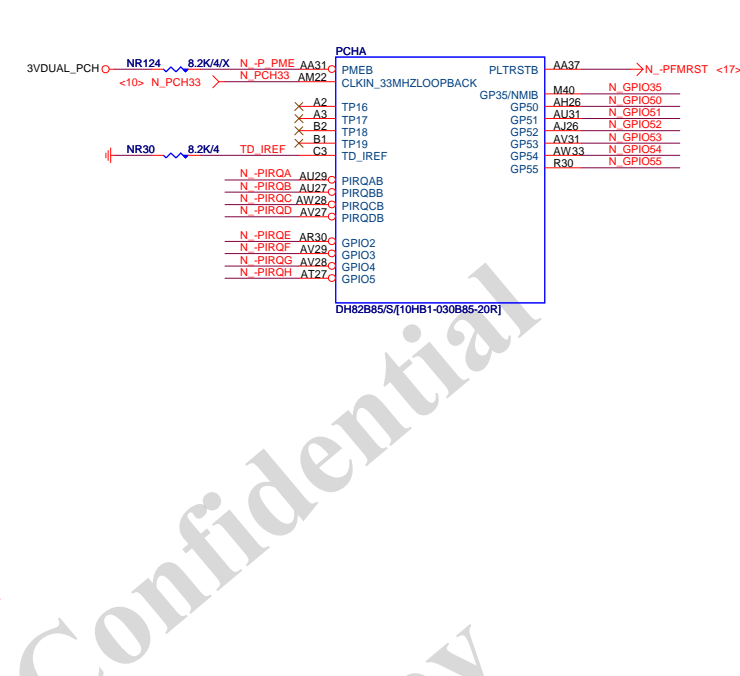 PCHA
3VDUAL_PCH NR124 8.2K/4/X N_-P_PME AA31 PMEB PLTRSTB AA37 N_-PFMRST <17>
<10> N_PCH33 N_PCH33 AM22 CLKIN_33MHZLOOPBACK
GP35/NMIB M40 N_GPIO35
A2 TP16 GP50 AH26 N_GPIO50
A3 TP17 GP51 AU31 N_GPIO51
B2 TP18 GP52 AJ26 N_GPIO52
B1 TP19 GP53 AV31 N_GPIO53
NR30 8.2K/4 TD_IREF C3 TD_IREF GP54 AW33 N_GPIO54
GP55 R30 N_GPIO55
N_-PIRQA AU29 PIRQAB
N_-PIRQB AU27 PIRQBB
N_-PIRQC AW28 PIRQCB
N_-PIRQD AV27 PIRQDB
N_-PIRQE AR30 GPIO2
N_-PIRQF AV29 GPIO3
N_-PIRQG AV28 GPIO4
N_-PIRQH AT27 GPIO5
DH82B85/S/[10HB1-030B85-20R]
Confidential